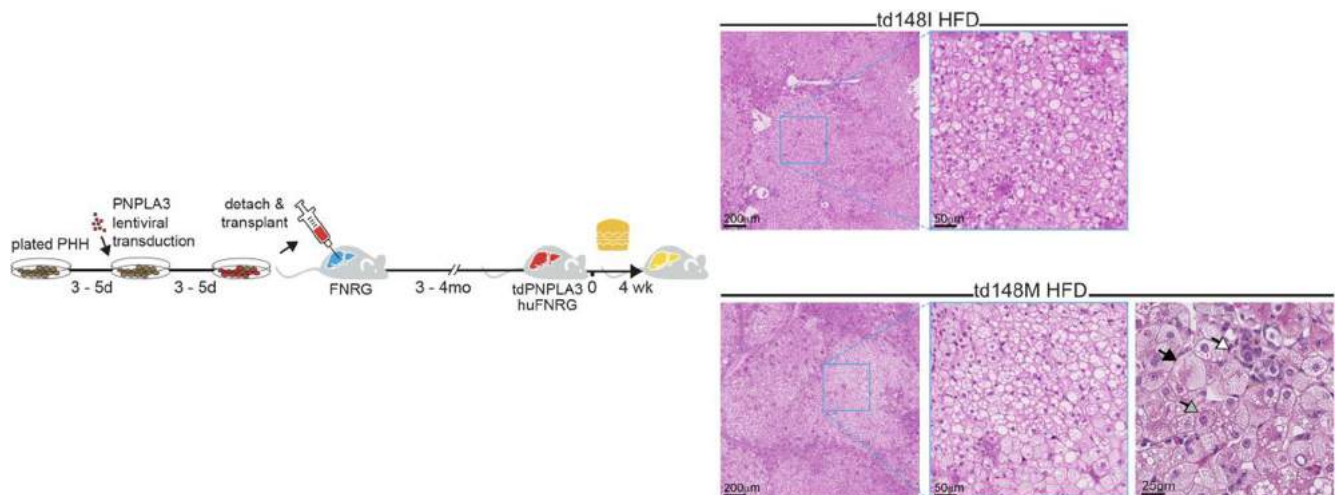 PNPLA3
lentiviral
transduction
plated PHH
3 - 5d
3 - 5d
detach &
transplant
FNRG
3 - 4mo
tdPNPLA3
huFNRG
0
4 wk
td148I HFD
200µm
50µm
td148M HFD
200µm
50µm
25µm